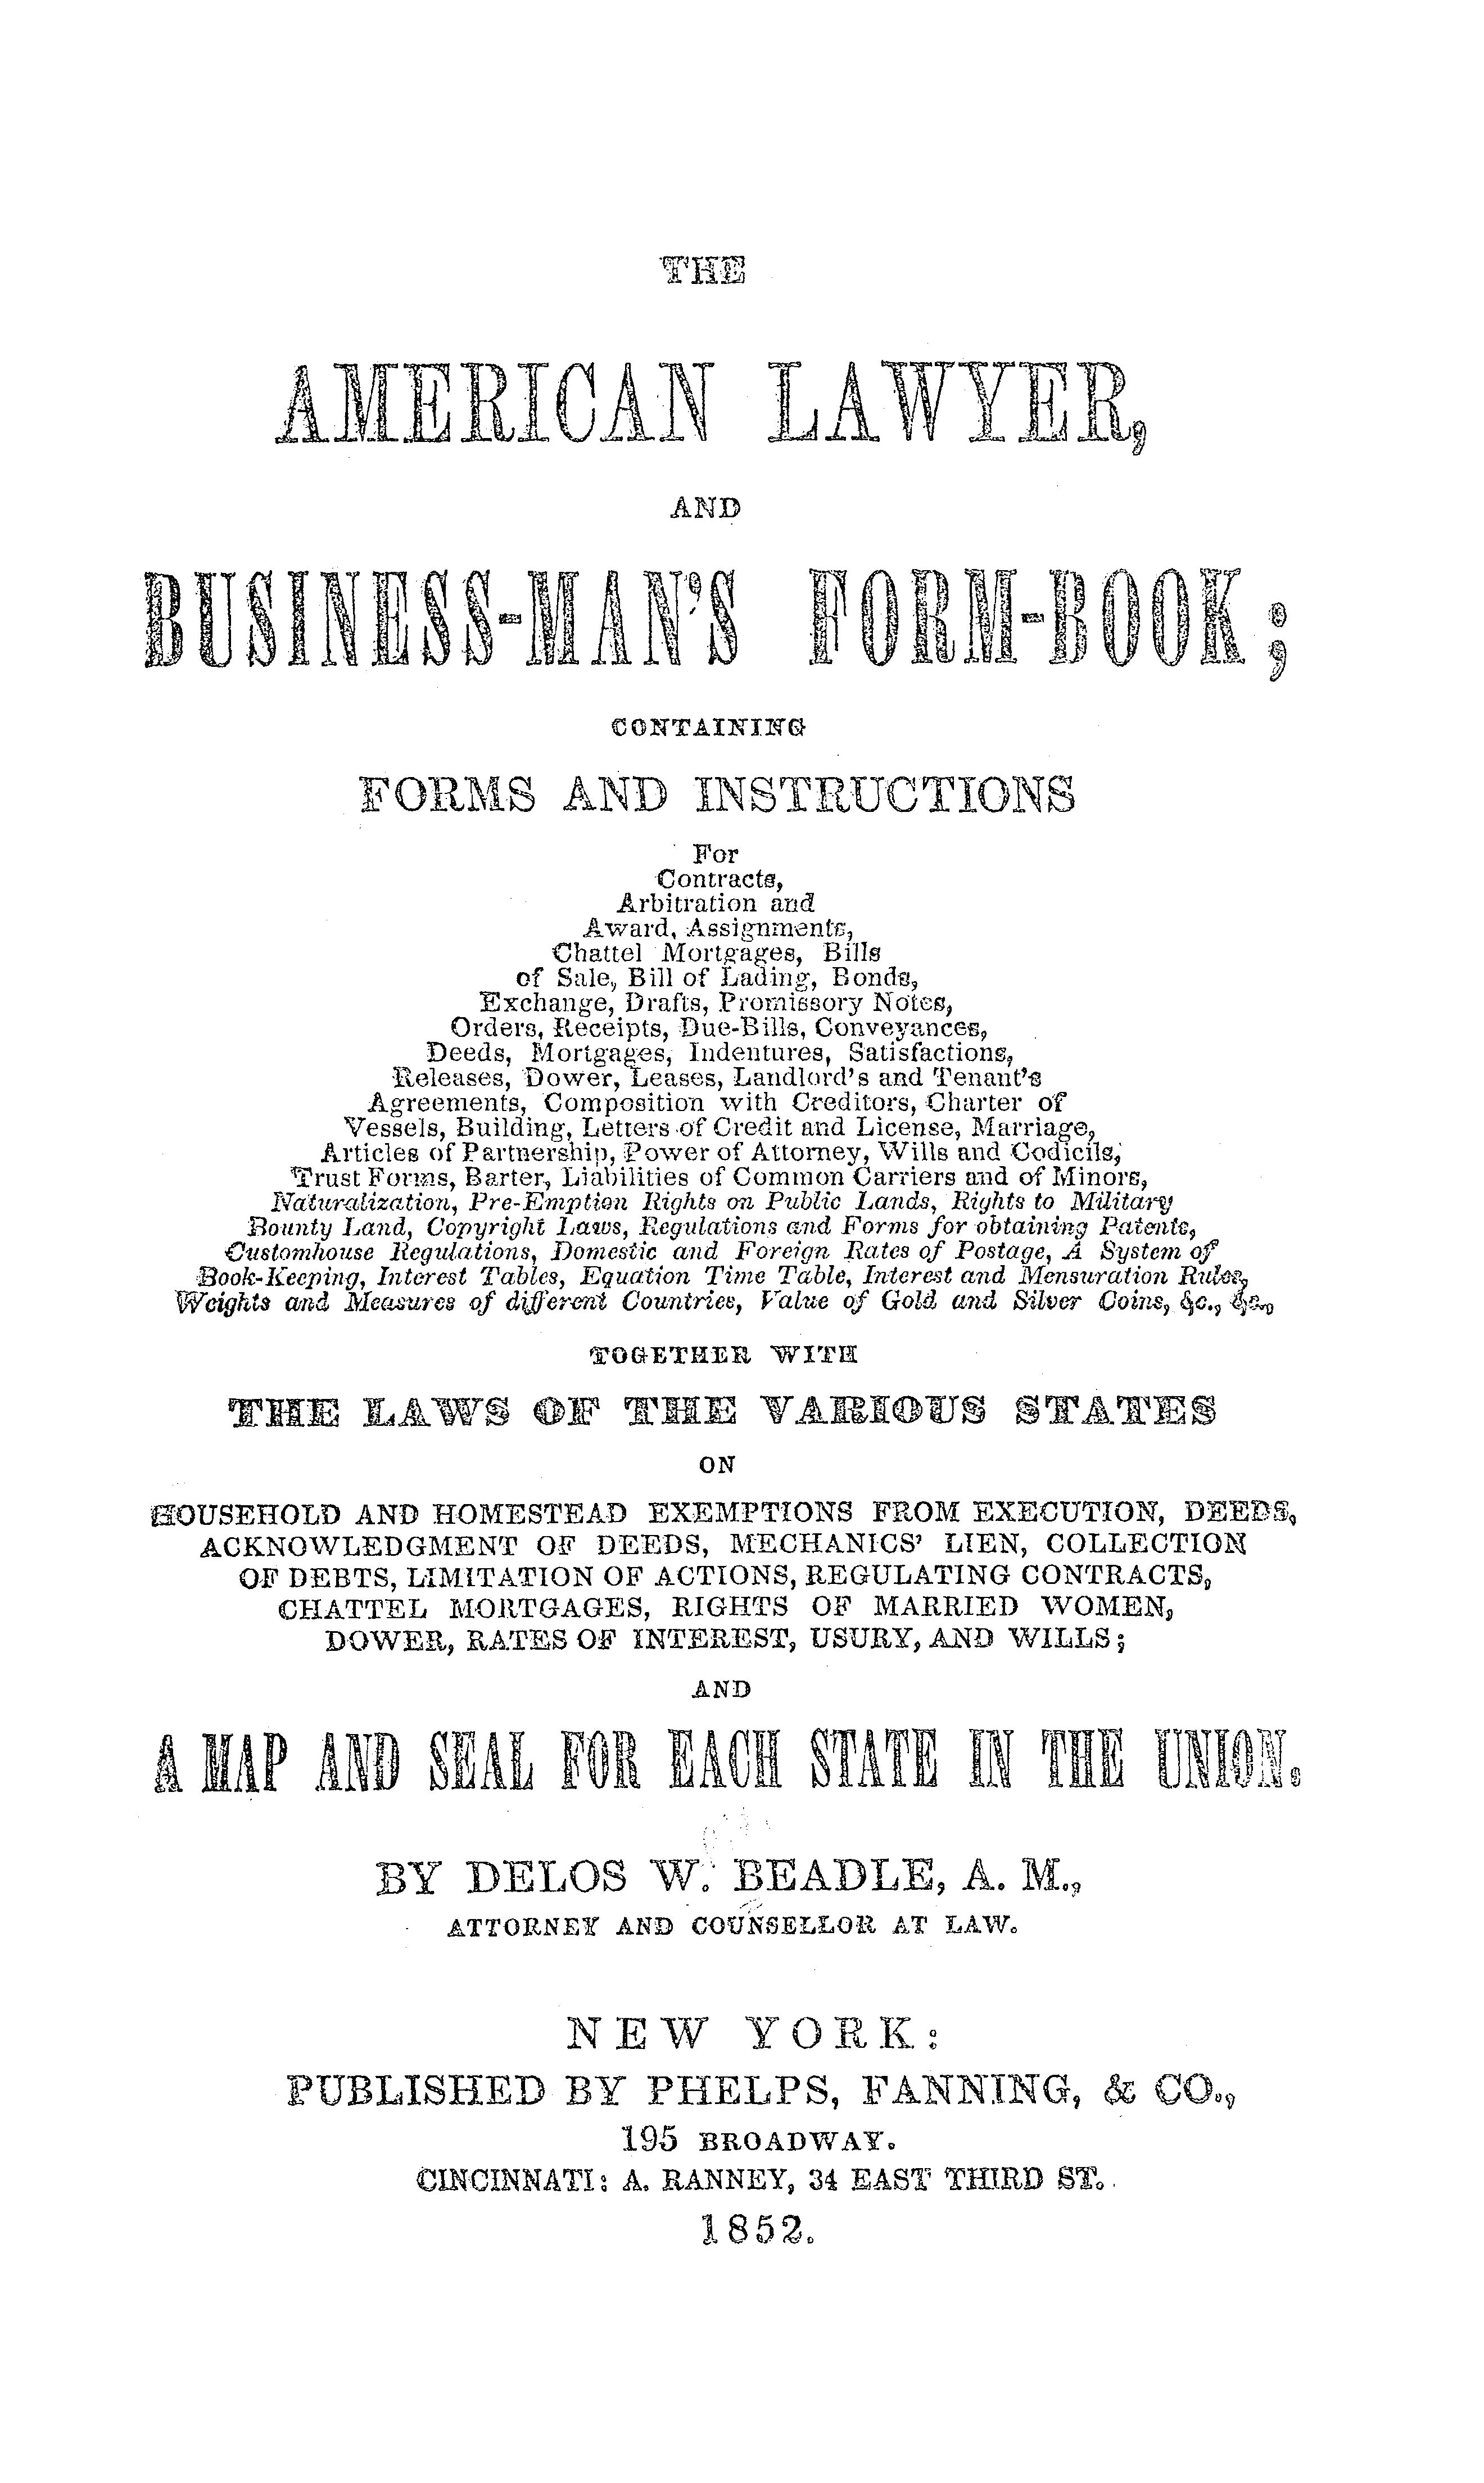 THE
AMERICAN LAWYER,
AND
BUSINESS-MAN'S FORM-BOOK;
CONTAINING
FORMS AND INSTRUCTIONS
For
Contracts,
Arbitration and
Award, Assignments,
Chattel Mortgages, Bills
of Sale, Bill of Lading, Bonds,
Exchange, Drafts, Promissory Notes,
Orders, Receipts, Due-Bills, Conveyances,
Deeds, Mortgages, Indentures, Satisfactions,
Releases, Dower, Leases, Landlord's and Tenant's
Agreements, Composition with Creditors, Charter of
Vessels, Building, Letters of Credit and License, Marriage,
Articles of Partnership, Power of Attorney, Wills and Codicils,
Trust Forms, Barter, Liabilities of Common Carriers and of Minors,
Naturalization, Pre-Emption Rights on Public Lands, Rights to Military
Bounty Land, Copyright Laws, Regulations and Forms for obtaining Patents,
Customhouse Regulations, Domestic and Foreign Rates of Postage, A System of
Book-Keeping, Interest Tables, Equation Time Table, Interest and Mensuration Rules,
Weights and Measures of different Countries, Value of Gold and Silver Coins, &c., &c.,
TOGETHER WITH
THE LAWS OF THE VARIOUS STATES
ON
HOUSEHOLD AND HOMESTEAD EXEMPTIONS FROM EXECUTION, DEEDS,
ACKNOWLEDGMENT OF DEEDS, MECHANICS' LIEN, COLLECTION
OF DEBTS, LIMITATION OF ACTIONS, REGULATING CONTRACTS,
CHATTEL MORTGAGES, RIGHTS OF MARRIED WOMEN,
DOWER, RATES OF INTEREST, USURY, AND WILLS;
AND
A MAP AND SEAL FOR EACH STATE IN THE UNION.
BY DELOS W. BEADLE, A. M.,
ATTORNEY AND COUNSELLOR AT LAW.
NEW YORK:
PUBLISHED BY PHELPS, FANNING, & CO.,
195 BROADWAY.
CINCINNATI: A. RANNEY, 34 EAST THIRD ST.
1852.